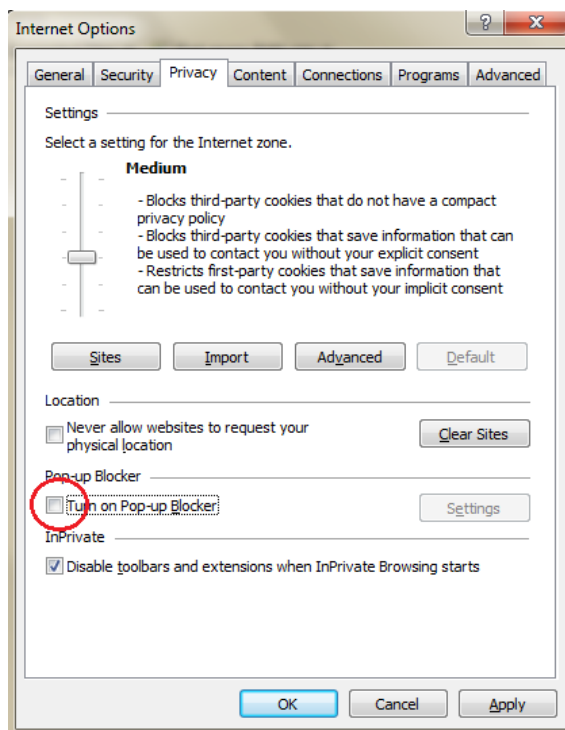 Internet Options
General Security Privacy Content Connections Programs Advanced
Settings
Select a setting for the Internet zone.
Medium
- Blocks third-party cookies that do not have a compact
privacy policy
- Blocks third-party cookies that save information that can
be used to contact you without your explicit consent
- Restricts first-party cookies that save information that
can be used to contact you without your implicit consent
Sites Import Advanced Default
Location
Never allow websites to request your
physical location
Clear Sites
Pop-up Blocker
Turn on Pop-up Blocker
Settings
InPrivate
Disable toolbars and extensions when InPrivate Browsing starts
OK Cancel Apply